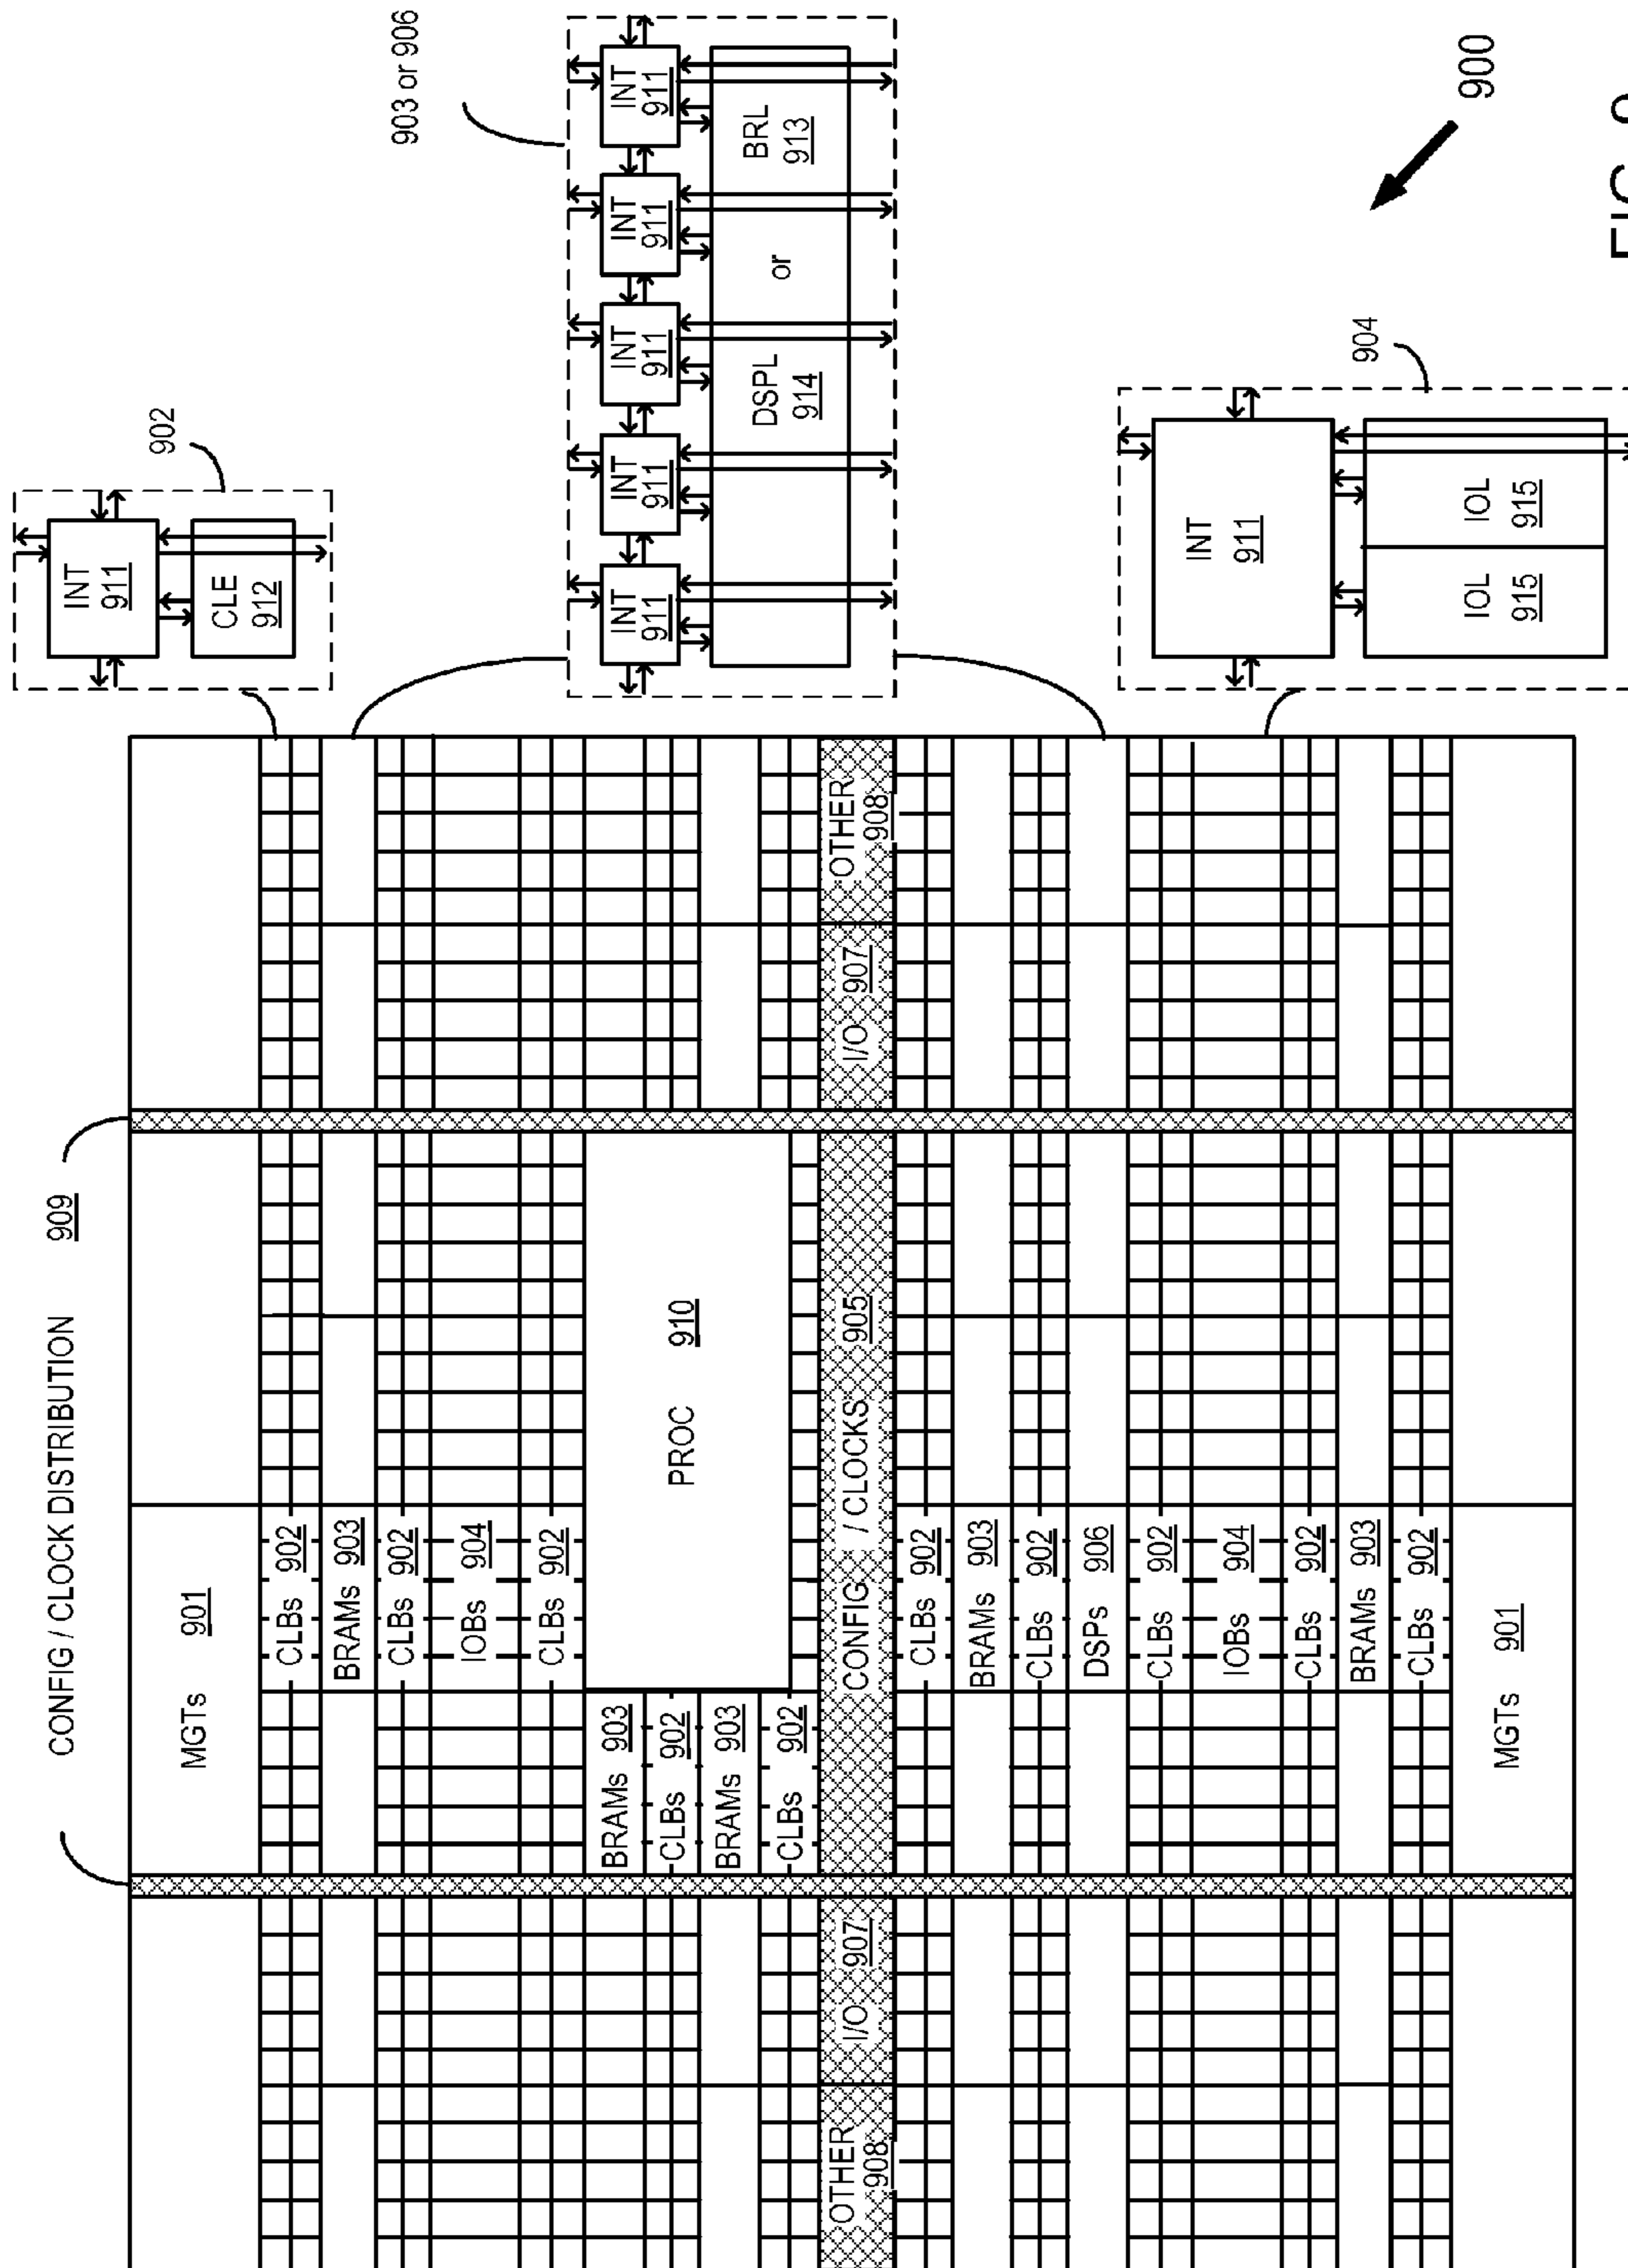 CONFIG / CLOCK DISTRIBUTION 909
MGTs 901
CLBs 902
BRAMs 903
CLBs 902
IOBs 904
CLBs 902
PROC 910
BRAMs 903
CLBs 902
BRAMs 903
CLBs 902
OTHER
908
I/O 907
CONFIG / CLOCKS 905
I/O 907
OTHER
908
CLBs 902
BRAMs 903
CLBs 902
DSPs 906
CLBs 902
IOBs 904
CLBs 902
BRAMs 903
CLBs 902
MGTs 901
902
INT
911
CLE
912
903 or 906
INT
911
INT
911
INT
911
INT
911
INT
911
DSPL
914
or
BRL
913
904
INT
911
IOL
915
IOL
915
900
FIG